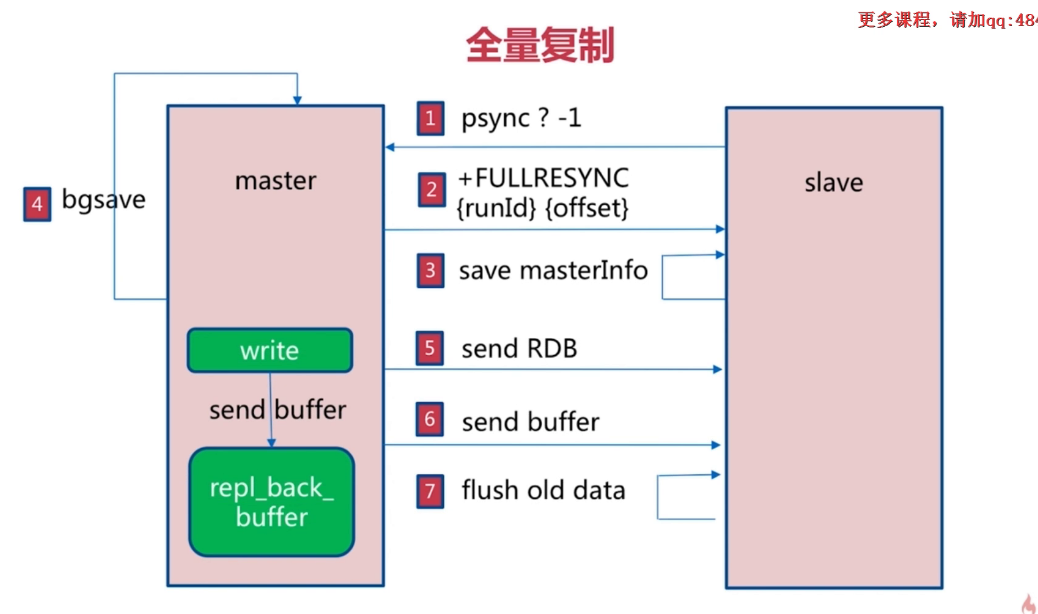 更多课程，请加qq:484
全量复制
1 psync ? -1
master
2 +FULLRESYNC
{runId} {offset}
slave
4 bgsave
3 save masterInfo
write
5 send RDB
send buffer
6 send buffer
repl_back_
buffer
7 flush old data